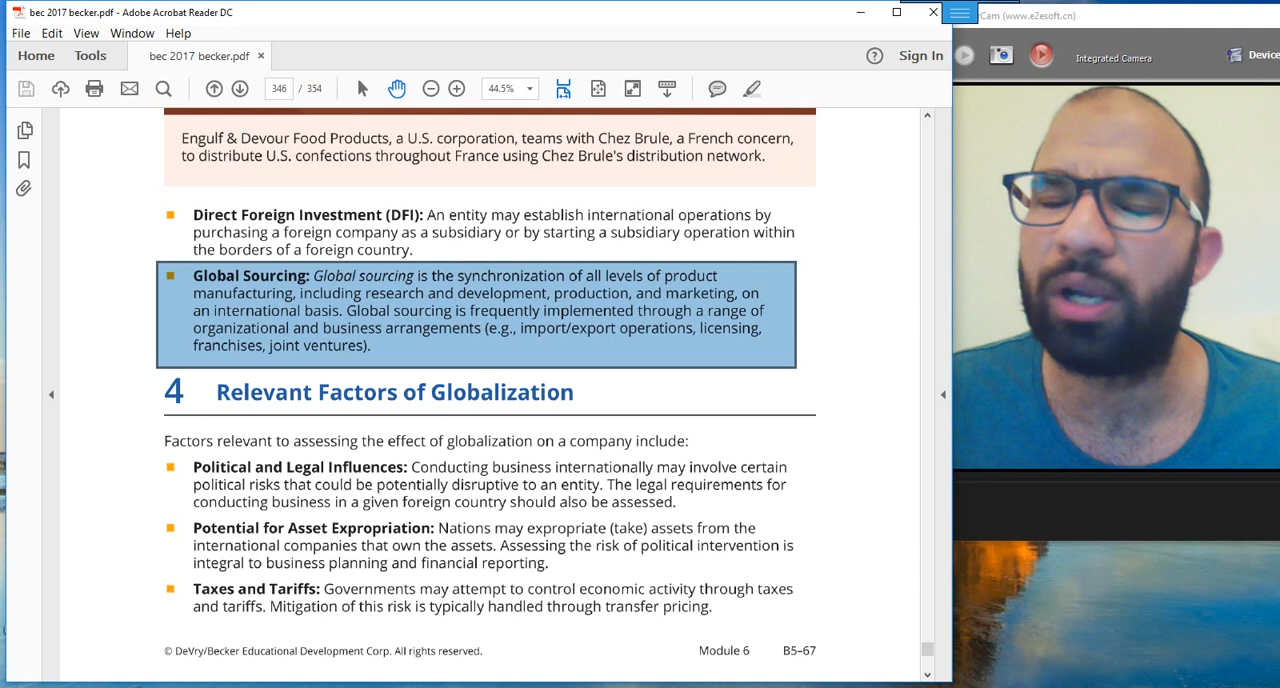 bec 2017 becker.pdf - Adobe Acrobat Reader DC
Cam (www.e2esoft.cn)
File Edit View Window Help
Home Tools bec 2017 becker.pdf × Sign In
Integrated Camera Device
346 / 354 44.5%
Engulf & Devour Food Products, a U.S. corporation, teams with Chez Brule, a French concern,
to distribute U.S. confections throughout France using Chez Brule's distribution network.
Direct Foreign Investment (DFI): An entity may establish international operations by
purchasing a foreign company as a subsidiary or by starting a subsidiary operation within
the borders of a foreign country.
Global Sourcing: Global sourcing is the synchronization of all levels of product
manufacturing, including research and development, production, and marketing, on
an international basis. Global sourcing is frequently implemented through a range of
organizational and business arrangements (e.g., import/export operations, licensing,
franchises, joint ventures).
4 Relevant Factors of Globalization
Factors relevant to assessing the effect of globalization on a company include:
Political and Legal Influences: Conducting business internationally may involve certain
political risks that could be potentially disruptive to an entity. The legal requirements for
conducting business in a given foreign country should also be assessed.
Potential for Asset Expropriation: Nations may expropriate (take) assets from the
international companies that own the assets. Assessing the risk of political intervention is
integral to business planning and financial reporting.
Taxes and Tariffs: Governments may attempt to control economic activity through taxes
and tariffs. Mitigation of this risk is typically handled through transfer pricing.
© DeVry/Becker Educational Development Corp. All rights reserved. Module 6 B5–67